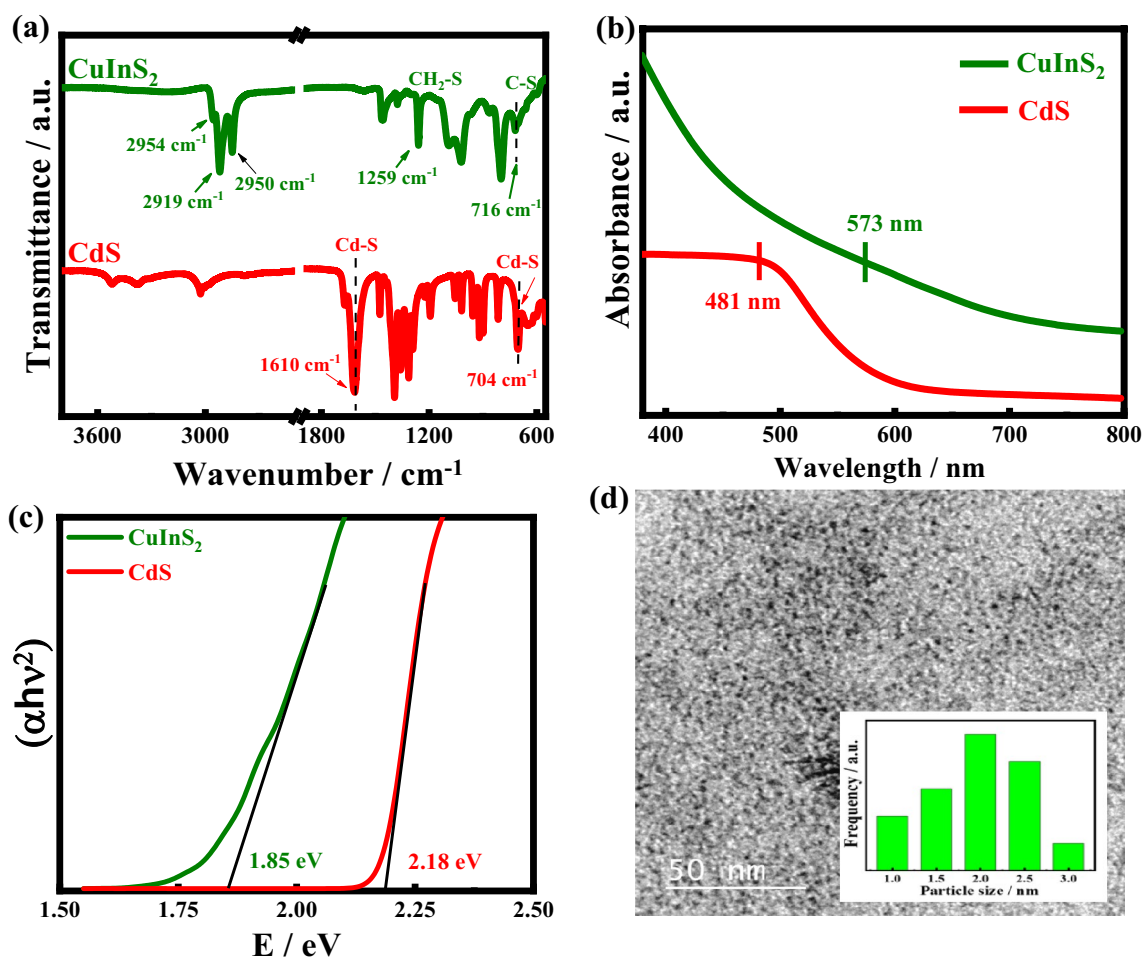 (a)
CuInS₂
CH₂-S
C-S
2954 cm⁻¹
2919 cm⁻¹
2950 cm⁻¹
1259 cm⁻¹
716 cm⁻¹
CdS
Cd-S
Cd-S
1610 cm⁻¹
704 cm⁻¹
Transmittance / a.u.
3600 3000 1800 1200 600
Wavenumber / cm⁻¹
(b)
CuInS₂
CdS
573 nm
481 nm
Absorbance / a.u.
400 500 600 700 800
Wavelength / nm
(c)
CuInS₂
CdS
1.85 eV
2.18 eV
(αhν²)
1.50 1.75 2.00 2.25 2.50
E / eV
(d)
50 nm
Frequency / a.u.
1.0 1.5 2.0 2.5 3.0
Particle size / nm